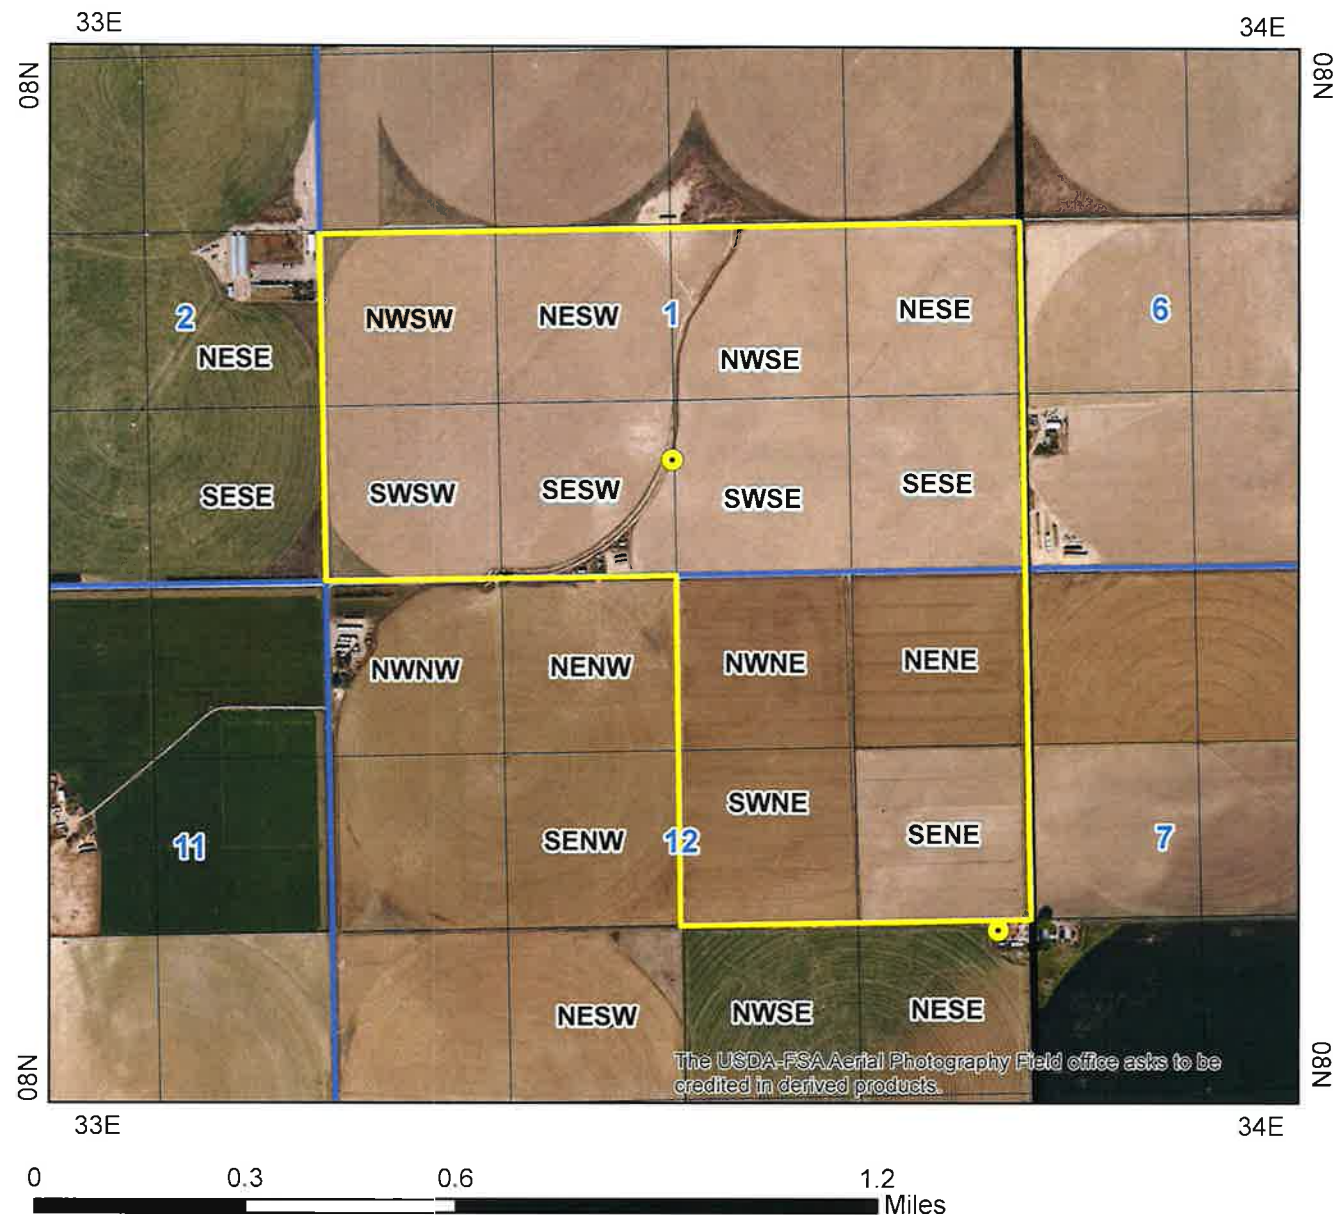 33E
34E
08N
08N
NWSW
NESW
1
NESE
2
6
NESE
NWSE
SESE
SWSW
SESW
SWSE
SESE
NWNW
NENW
NWNE
NENE
SWNE
11
SENW
12
SENE
7
NESW
NWSE
NESE
The USDA-FSA Aerial Photography Field office asks to be
credited in derived products.
08N
08N
33E
34E
0 0.3 0.6 1.2
Miles